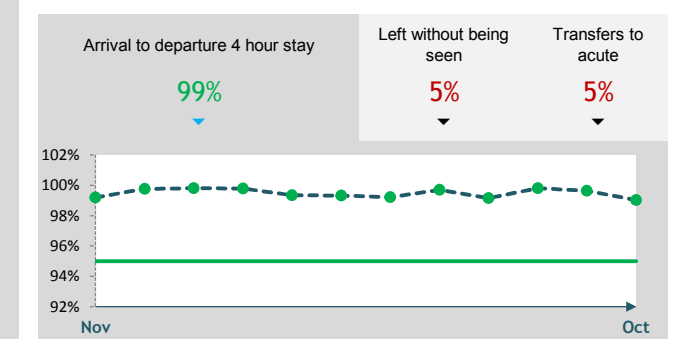 Arrival to departure 4 hour stay
Left without being
seen
Transfers to
acute
99%
5%
5%
102%
100%
98%
96%
94%
92%
Nov
Oct